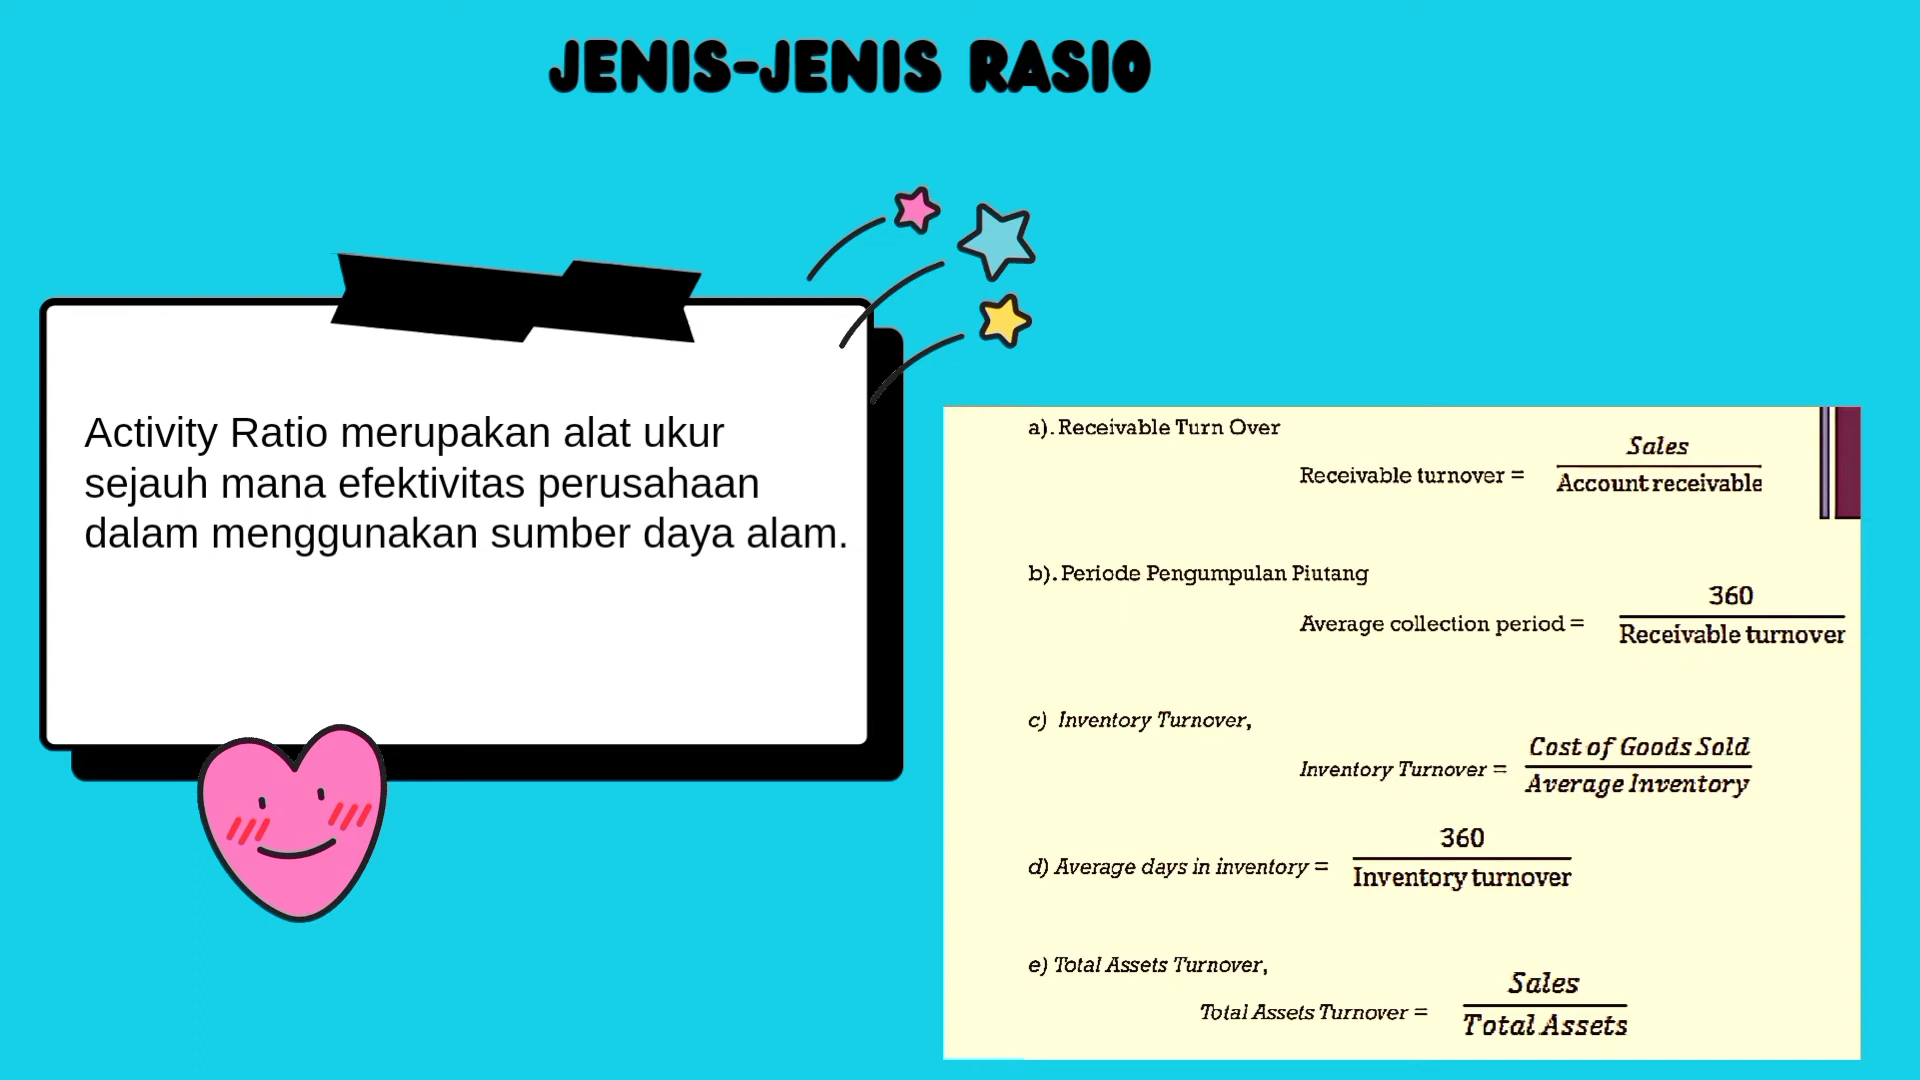 JENIS-JENIS RASIO
Activity Ratio merupakan alat ukur
sejauh mana efektivitas perusahaan
dalam menggunakan sumber daya alam.
a). Receivable Turn Over
Receivable turnover = Sales / Account receivable
b). Periode Pengumpulan Piutang
Average collection period = 360 / Receivable turnover
c) Inventory Turnover,
Inventory Turnover = Cost of Goods Sold / Average Inventory
d) Average days in inventory = 360 / Inventory turnover
e) Total Assets Turnover,
Total Assets Turnover = Sales / Total Assets